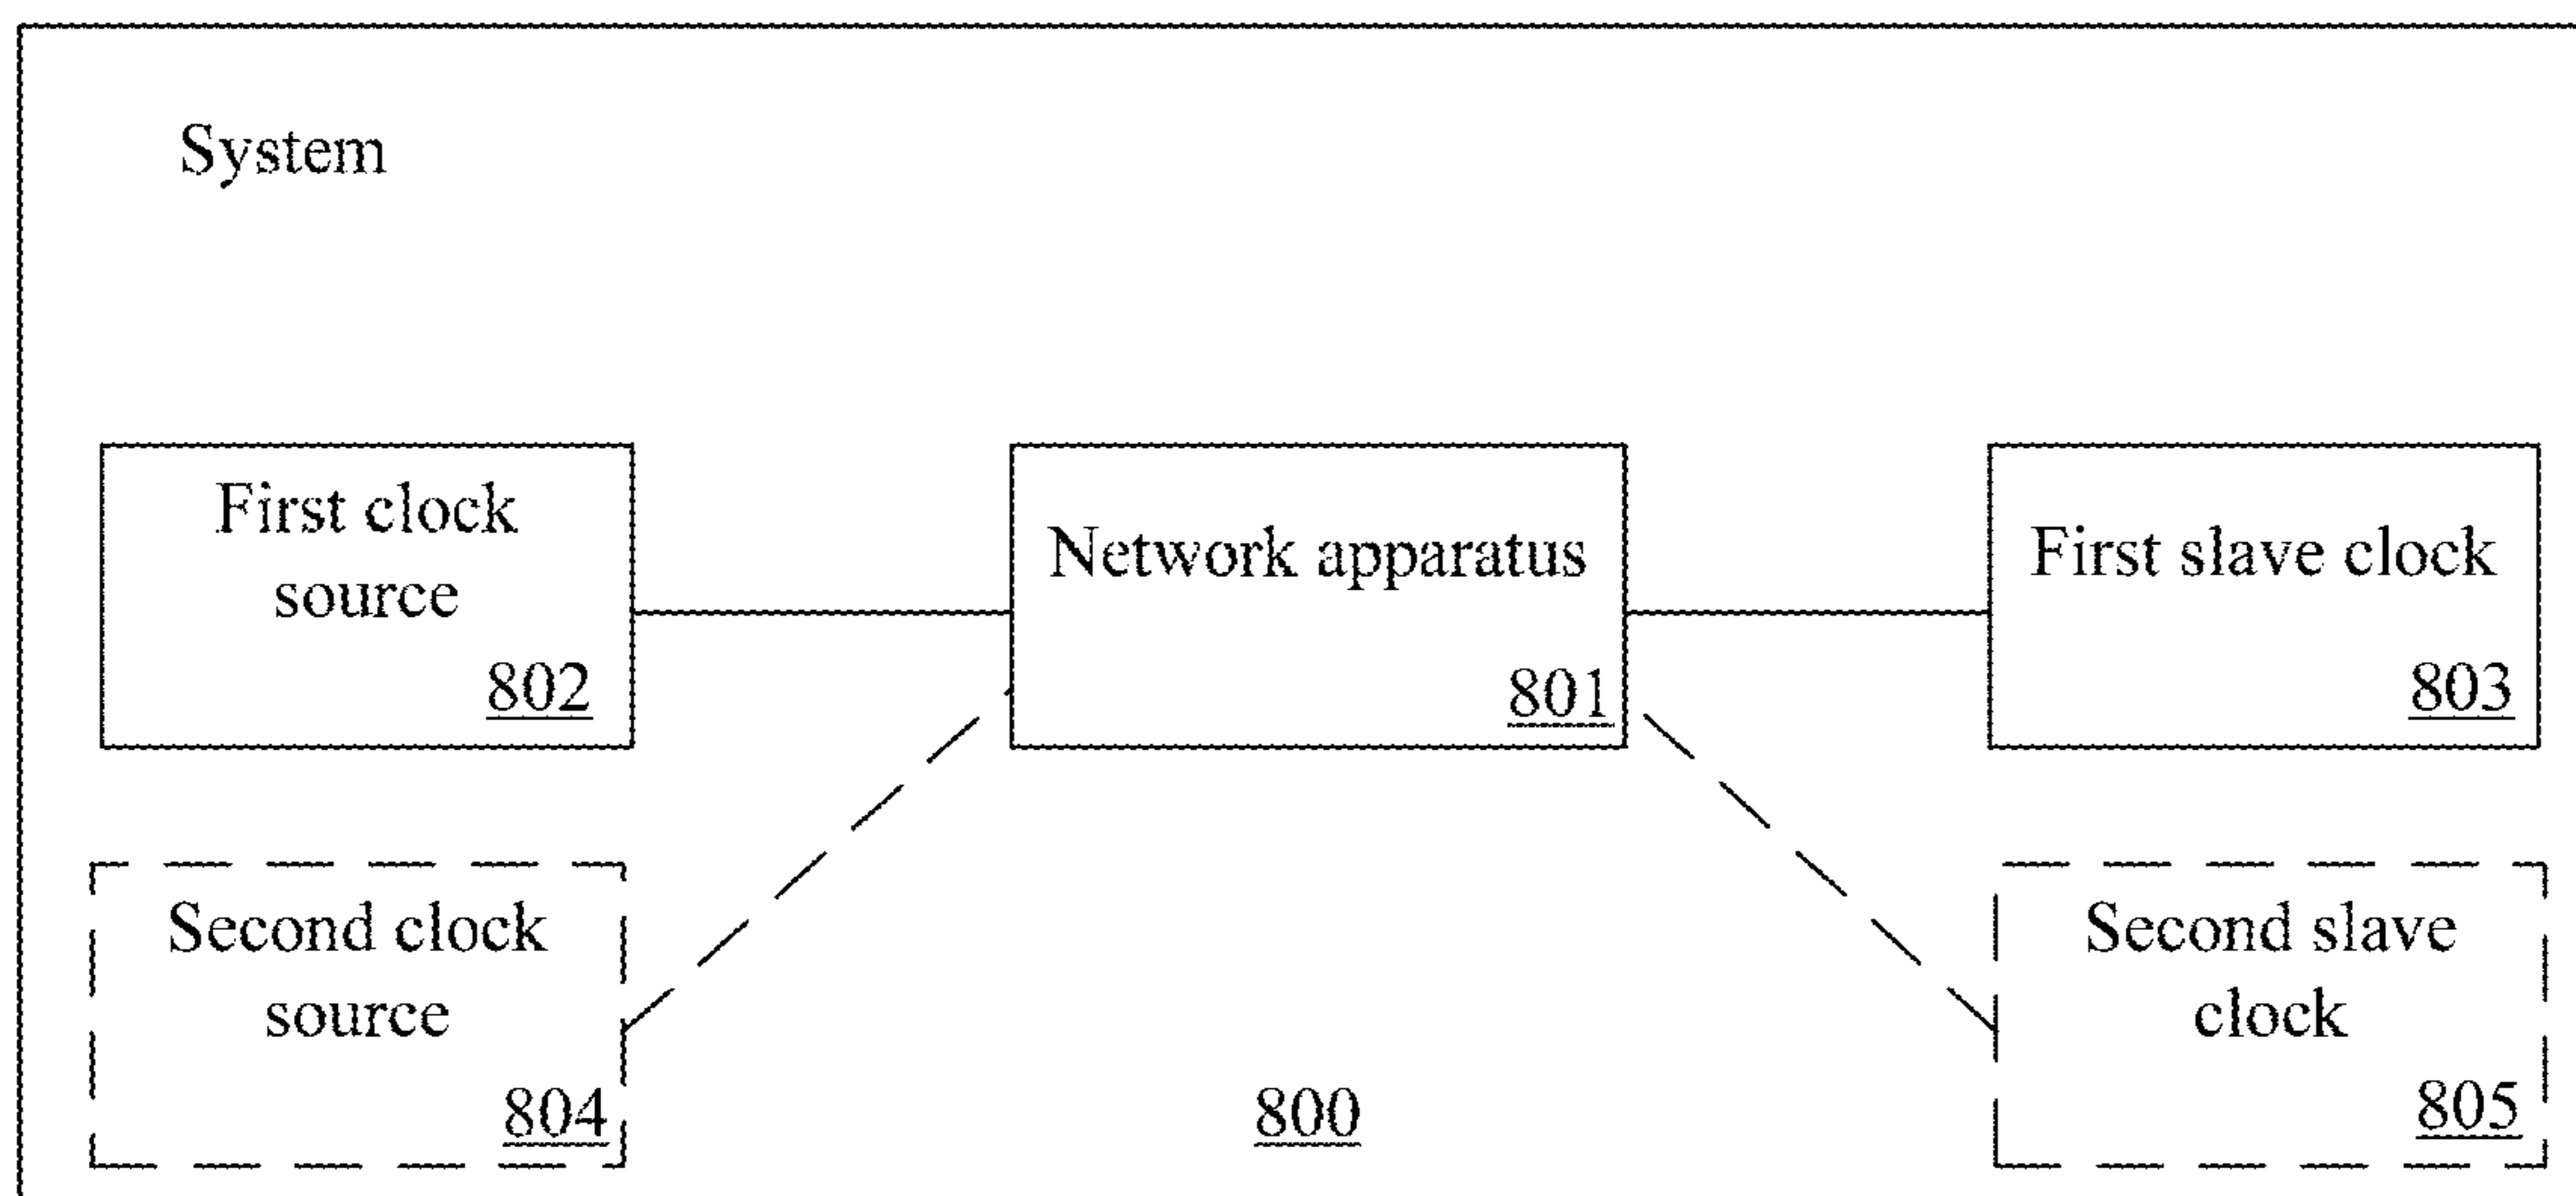 System
First clock
source
802
Network apparatus
801
First slave clock
803
Second clock
source
804
800
Second slave
clock
805